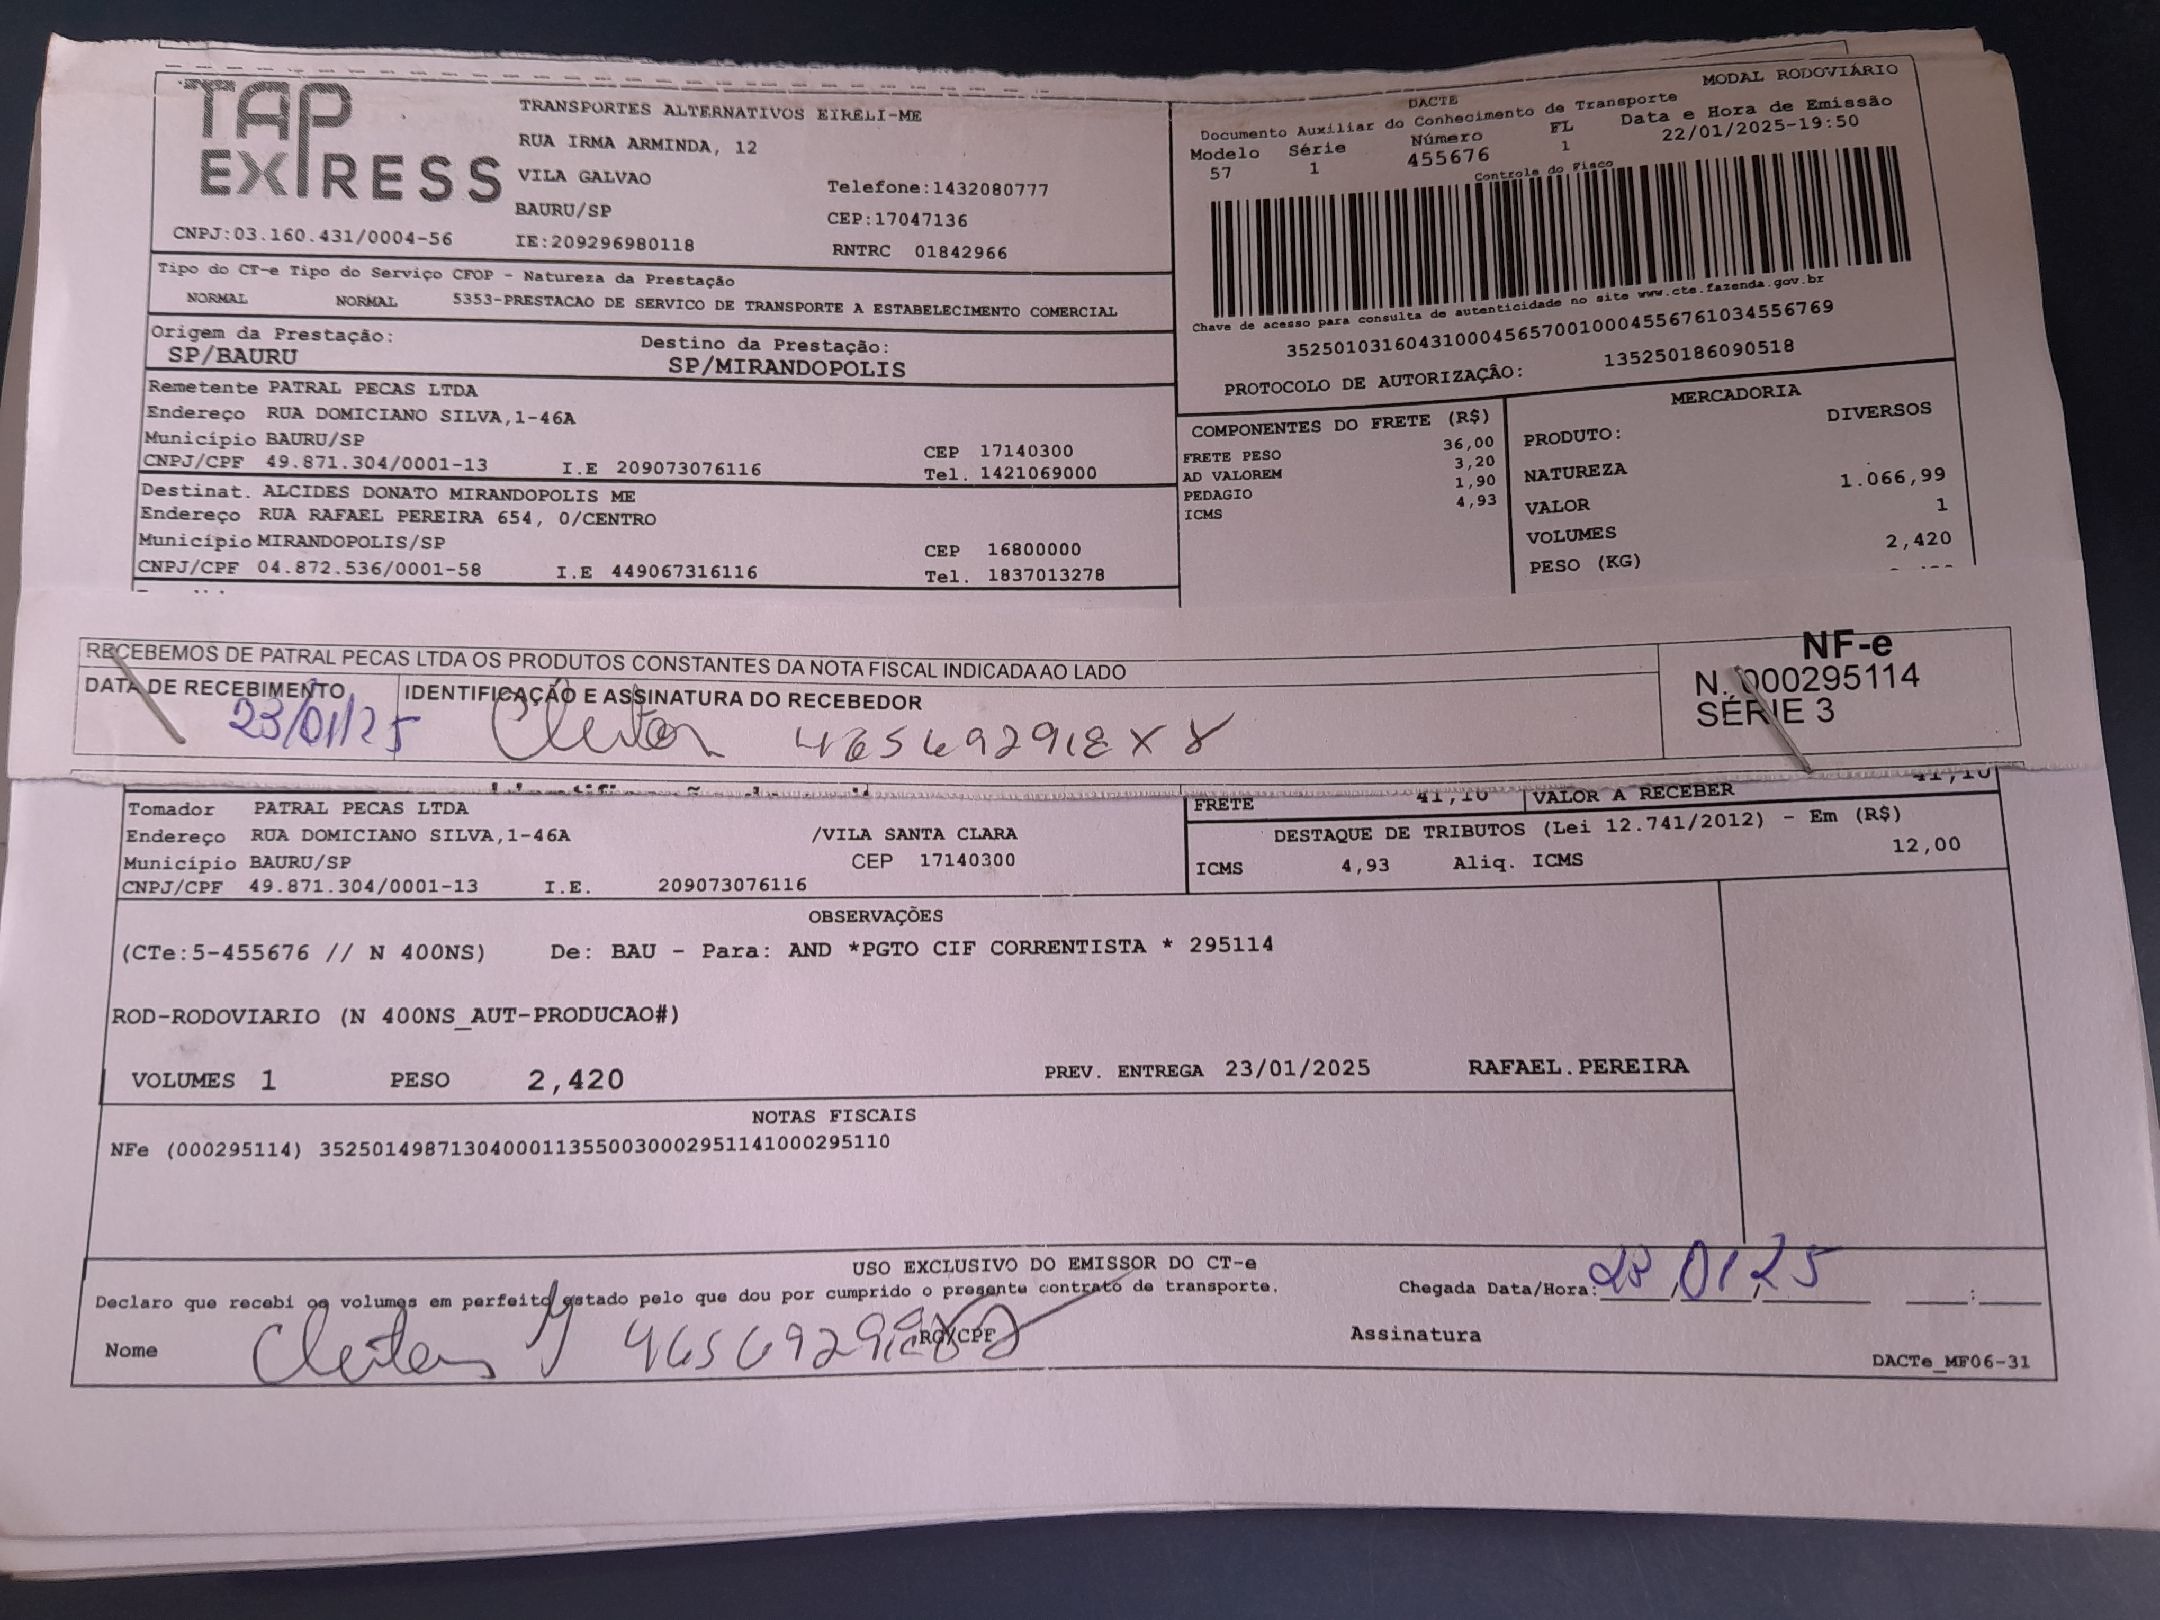 TAP EXPRESS
TRANSPORTES ALTERNATIVOS EIRELI-ME
RUA IRMA ARMINDA, 12
VILA GALVAO
Telefone:1432080777
BAURU/SP
CEP:17047136
CNPJ:03.160.431/0004-56 IE:209296980118 RNTRC 01842966
MODAL RODOVIÁRIO
DACTE
Documento Auxiliar do Conhecimento de Transporte
Modelo Série Número FL Data e Hora de Emissão
57 1 455676 1 22/01/2025-19:50
Controle do Fisco
Chave de acesso para consulta de autenticidade no site www.cte.fazenda.gov.br
35250103160431000456570010004556761034556769
PROTOCOLO DE AUTORIZAÇÃO: 135250186090518
Tipo do CT-e Tipo do Serviço CFOP - Natureza da Prestação
NORMAL NORMAL 5353-PRESTACAO DE SERVICO DE TRANSPORTE A ESTABELECIMENTO COMERCIAL
Origem da Prestação: Destino da Prestação:
SP/BAURU SP/MIRANDOPOLIS
Remetente PATRAL PECAS LTDA
Endereço RUA DOMICIANO SILVA,1-46A
Município BAURU/SP CEP 17140300
CNPJ/CPF 49.871.304/0001-13 I.E 209073076116 Tel. 1421069000
Destinat. ALCIDES DONATO MIRANDOPOLIS ME
Endereço RUA RAFAEL PEREIRA 654, 0/CENTRO
Município MIRANDOPOLIS/SP CEP 16800000
CNPJ/CPF 04.872.536/0001-58 I.E 449067316116 Tel. 1837013278
COMPONENTES DO FRETE (R$)
FRETE PESO 36,00
AD VALOREM 3,20
PEDAGIO 1,90
ICMS 4,93
MERCADORIA
PRODUTO: DIVERSOS
NATUREZA
VALOR 1.066,99
VOLUMES 1
PESO (KG) 2,420
RECEBEMOS DE PATRAL PECAS LTDA OS PRODUTOS CONSTANTES DA NOTA FISCAL INDICADA AO LADO
DATA DE RECEBIMENTO IDENTIFICAÇÃO E ASSINATURA DO RECEBEDOR
23/01/25 Cleiton
NF-e
N. 000295114
SÉRIE 3
Tomador PATRAL PECAS LTDA
Endereço RUA DOMICIANO SILVA,1-46A /VILA SANTA CLARA
Município BAURU/SP CEP 17140300
CNPJ/CPF 49.871.304/0001-13 I.E. 209073076116
FRETE 41,10 VALOR A RECEBER 41,10
DESTAQUE DE TRIBUTOS (Lei 12.741/2012) - Em (R$)
ICMS 4,93 Aliq. ICMS 12,00
OBSERVAÇÕES
(CTe:5-455676 // N 400NS) De: BAU - Para: AND *PGTO CIF CORRENTISTA * 295114
ROD-RODOVIARIO (N 400NS_AUT-PRODUCAO#)
VOLUMES 1 PESO 2,420 PREV. ENTREGA 23/01/2025 RAFAEL.PEREIRA
NOTAS FISCAIS
NFe (000295114) 35250149871304000113550030002951141000295110
USO EXCLUSIVO DO EMISSOR DO CT-e
Declaro que recebi os volumes em perfeito estado pelo que dou por cumprido o presente contrato de transporte.
Chegada Data/Hora: 23/01/25
Nome Cleiton RG/CPF Assinatura
DACTe_MF06-31